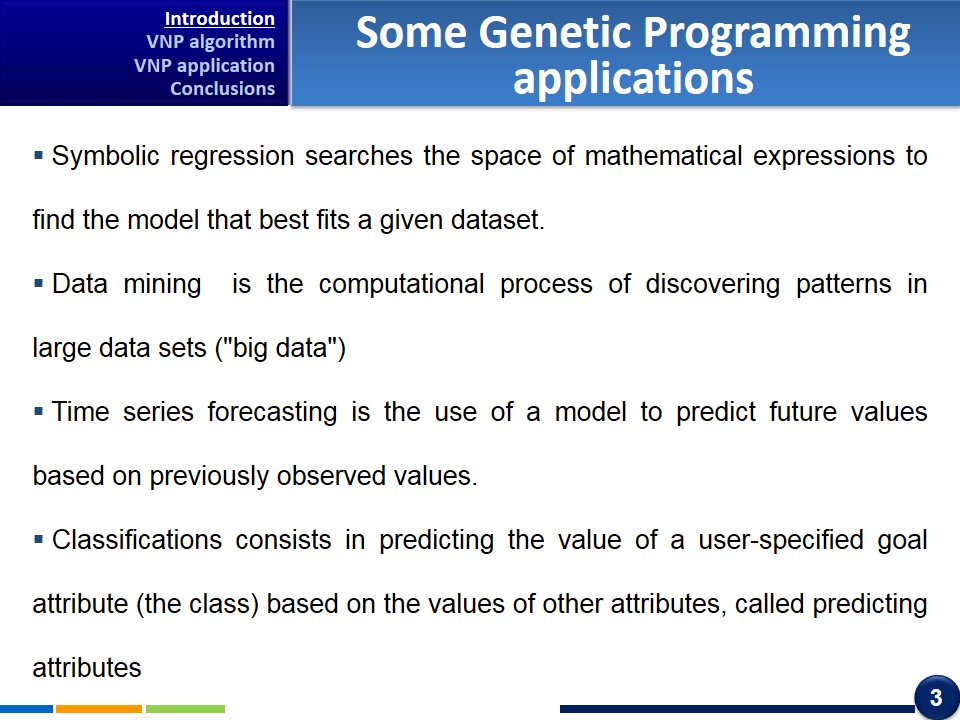 Introduction
VNP algorithm
VNP application
Conclusions
Some Genetic Programming
applications
▪ Symbolic regression searches the space of mathematical expressions to
find the model that best fits a given dataset.
▪ Data mining is the computational process of discovering patterns in
large data sets ("big data")
▪ Time series forecasting is the use of a model to predict future values
based on previously observed values.
▪ Classifications consists in predicting the value of a user-specified goal
attribute (the class) based on the values of other attributes, called predicting
attributes
3